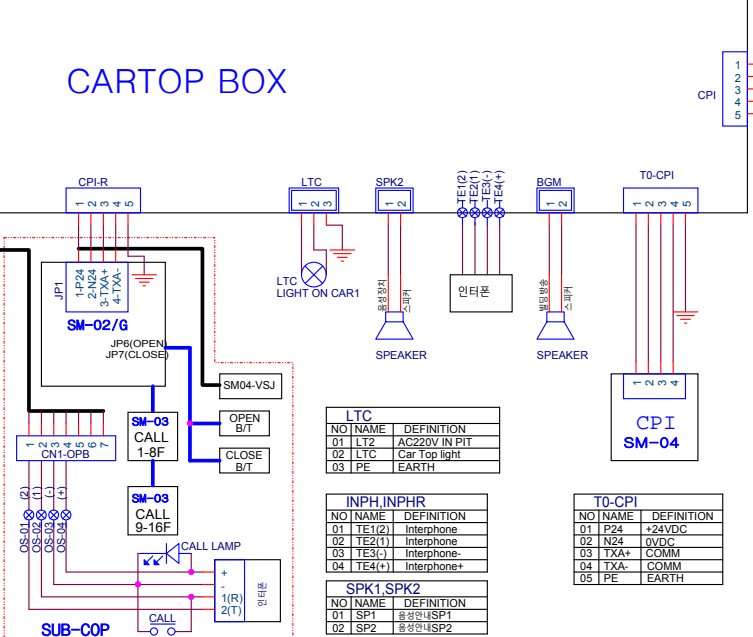 CARTOP BOX
CPI
1
2
3
4
5
CPI-R
1 2 3 4 5
LTC
1 2 3
SPK2
1 2
TE1(2)
TE2(1)
TE3(-)
TE4(+)
BGM
1 2
T0-CPI
1 2 3 4 5
JP1
1-P24
2-N24
3-TXA+
4-TXA-
SM-02/G
LTC
LIGHT ON CAR1
음성장치
스피커
SPEAKER
인터폰
빌딩방송
스피커
SPEAKER
JP6(OPEN)
JP7(CLOSE)
SM04-VSJ
OPEN
B/T
CLOSE
B/T
SM-03
CALL
1-8F
SM-03
CALL
9-16F
1 2 3 4
CPI
SM-04
1 2 3 4 5 6 7
CN1-OPB
(2)
(1)
(-)
(+)
OS-01
OS-02
OS-03
OS-04
CALL LAMP
+
-
1(R)
2(T)
인터폰
CALL
SUB-COP
LTC
NO NAME DEFINITION
01 LT2 AC220V IN PIT
02 LTC Car Top light
03 PE EARTH
INPH,INPHR
NO NAME DEFINITION
01 TE1(2) Interphone
02 TE2(1) Interphone
03 TE3(-) Interphone-
04 TE4(+) Interphone+
SPK1,SPK2
NO NAME DEFINITION
01 SP1 음성안내SP1
02 SP2 음성안내SP2
T0-CPI
NO NAME DEFINITION
01 P24 +24VDC
02 N24 0VDC
03 TXA+ COMM
04 TXA- COMM
05 PE EARTH